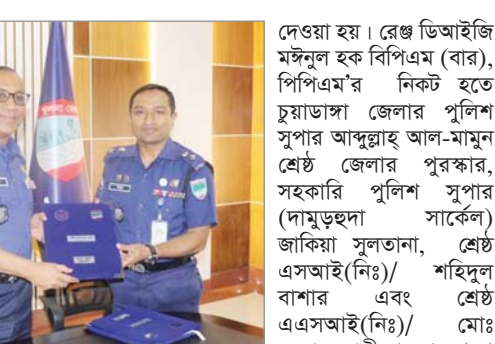 দেওয়া হয়। রেঞ্জ ডিআইজি
মঈনুল হক বিপিএম (বার),
পিপিএম'র নিকট হতে
চুয়াডাঙ্গা জেলার পুলিশ
সুপার আব্দুল্লাহ্ আল-মামুন
শ্রেষ্ঠ জেলার পুরস্কার,
সহকারি পুলিশ সুপার
(দামুড়হুদা সার্কেল)
জাকিয়া সুলতানা, শ্রেষ্ঠ
এসআই(নিঃ)/ শহিদুল
বাশার এবং শ্রেষ্ঠ
এএসআই(নিঃ)/ মোঃ